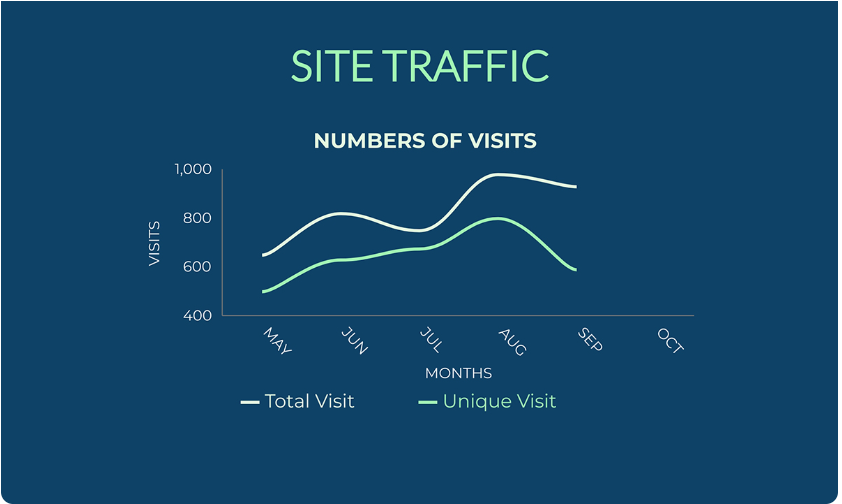 SITE TRAFFIC
NUMBERS OF VISITS
1,000
800
600
400
VISITS
MAY
JUN
JUL
AUG
SEP
OCT
MONTHS
Total Visit
Unique Visit